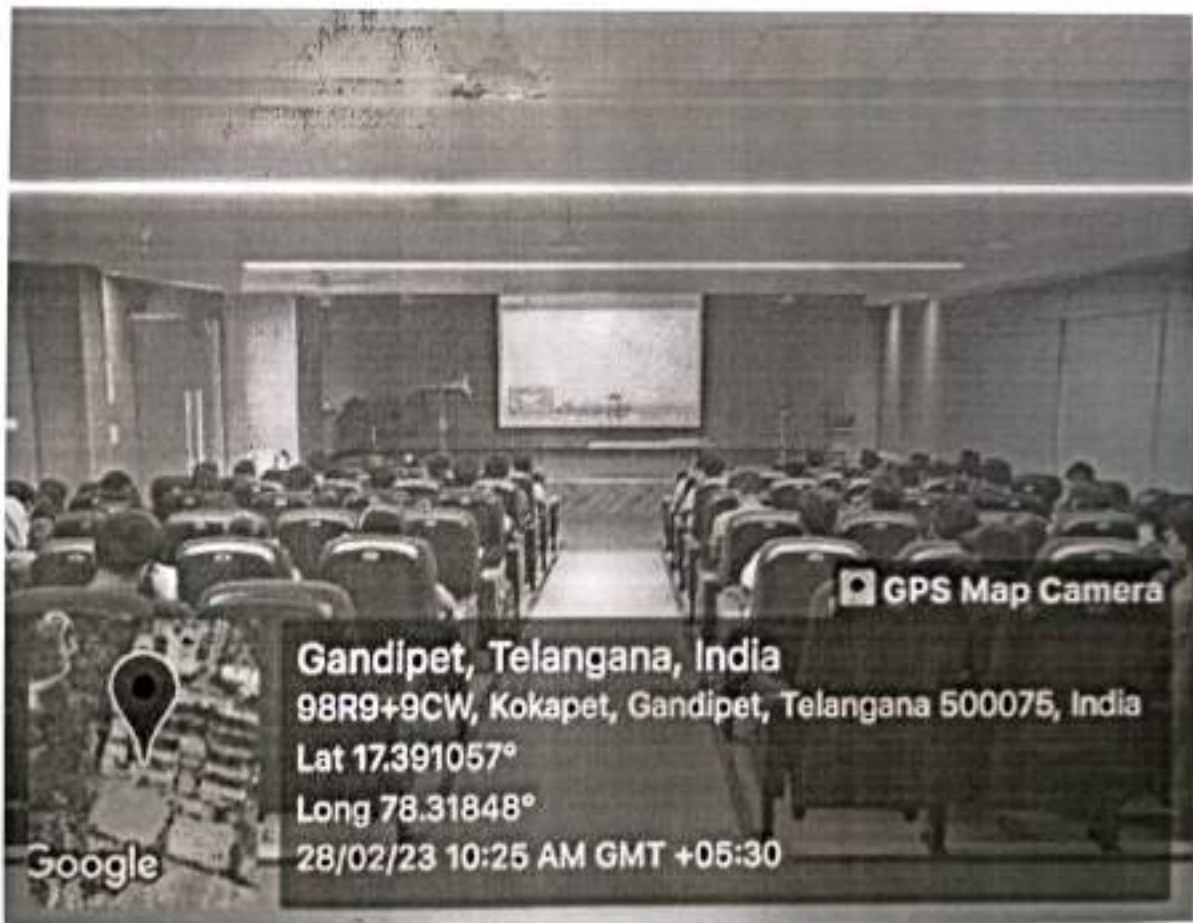 GPS Map Camera
Gandipet, Telangana, India
98R9+9CW, Kokapet, Gandipet, Telangana 500075, India
Lat 17.391057°
Long 78.31848°
28/02/23 10:25 AM GMT +05:30
Google